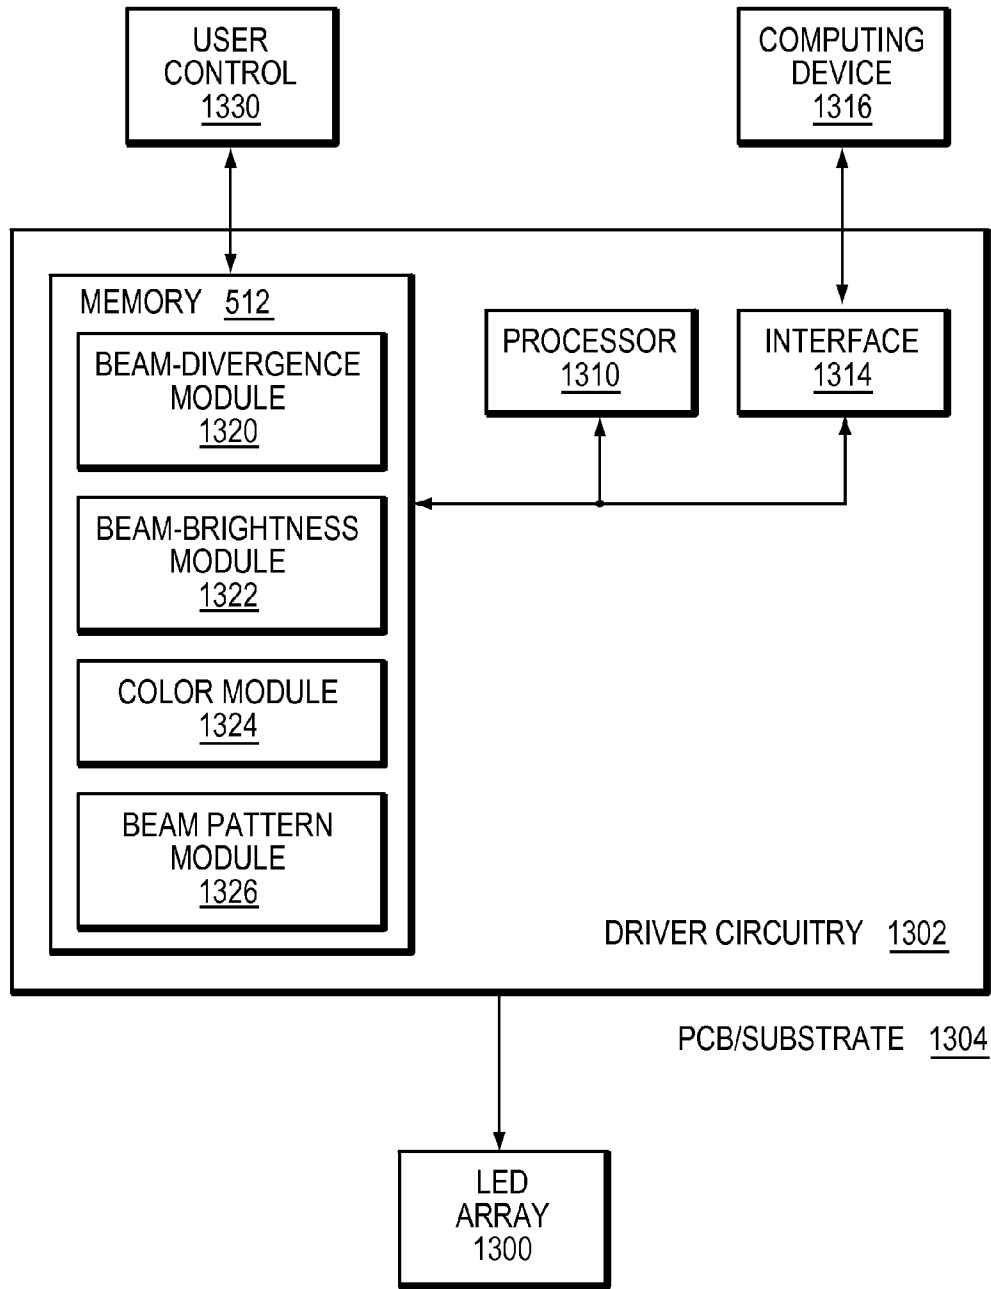 USER
CONTROL
1330
COMPUTING
DEVICE
1316
MEMORY 512
BEAM-DIVERGENCE
MODULE
1320
BEAM-BRIGHTNESS
MODULE
1322
COLOR MODULE
1324
BEAM PATTERN
MODULE
1326
PROCESSOR
1310
INTERFACE
1314
DRIVER CIRCUITRY 1302
PCB/SUBSTRATE 1304
LED
ARRAY
1300